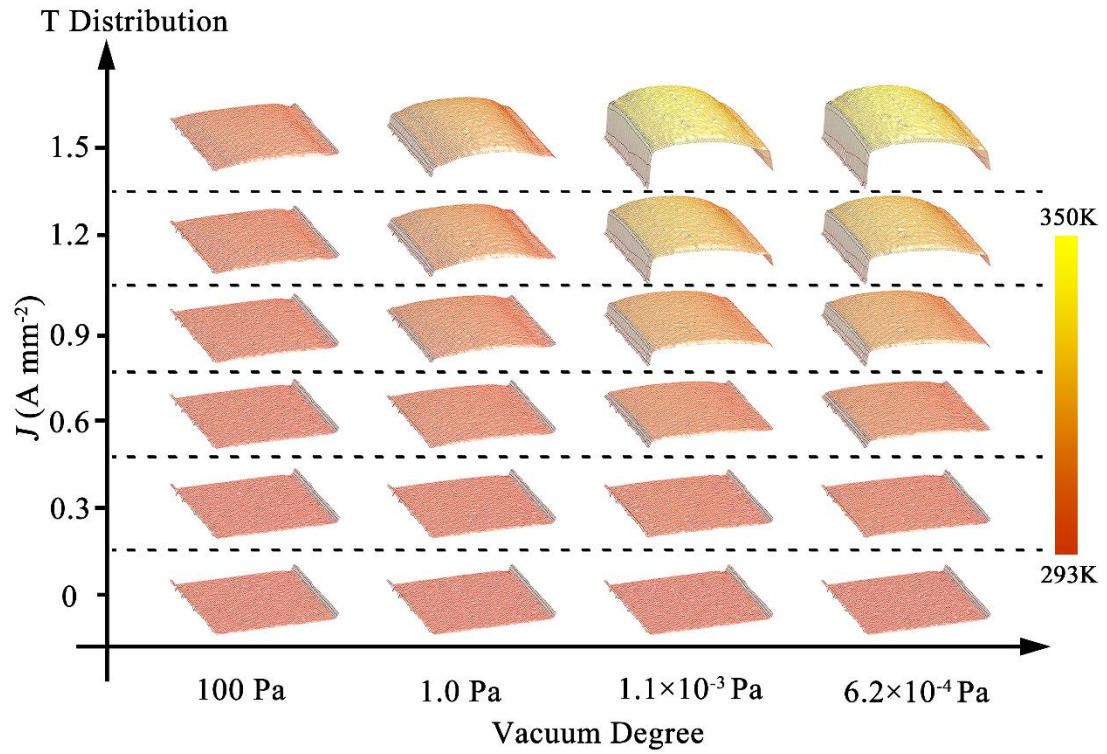 T Distribution
J (A mm⁻²)
1.5
1.2
0.9
0.6
0.3
0
350K
293K
100 Pa
1.0 Pa
1.1×10⁻³ Pa
6.2×10⁻⁴ Pa
Vacuum Degree